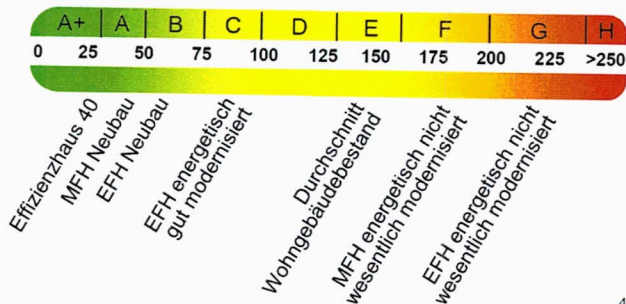 A+ A B C D E F G H
0 25 50 75 100 125 150 175 200 225 >250
Effizienzhaus 40
MFH Neubau
EFH Neubau
EFH energetisch
gut modernisiert
Durchschnitt
Wohngebäudebestand
MFH energetisch nicht
wesentlich modernisiert
EFH energetisch nicht
wesentlich modernisiert